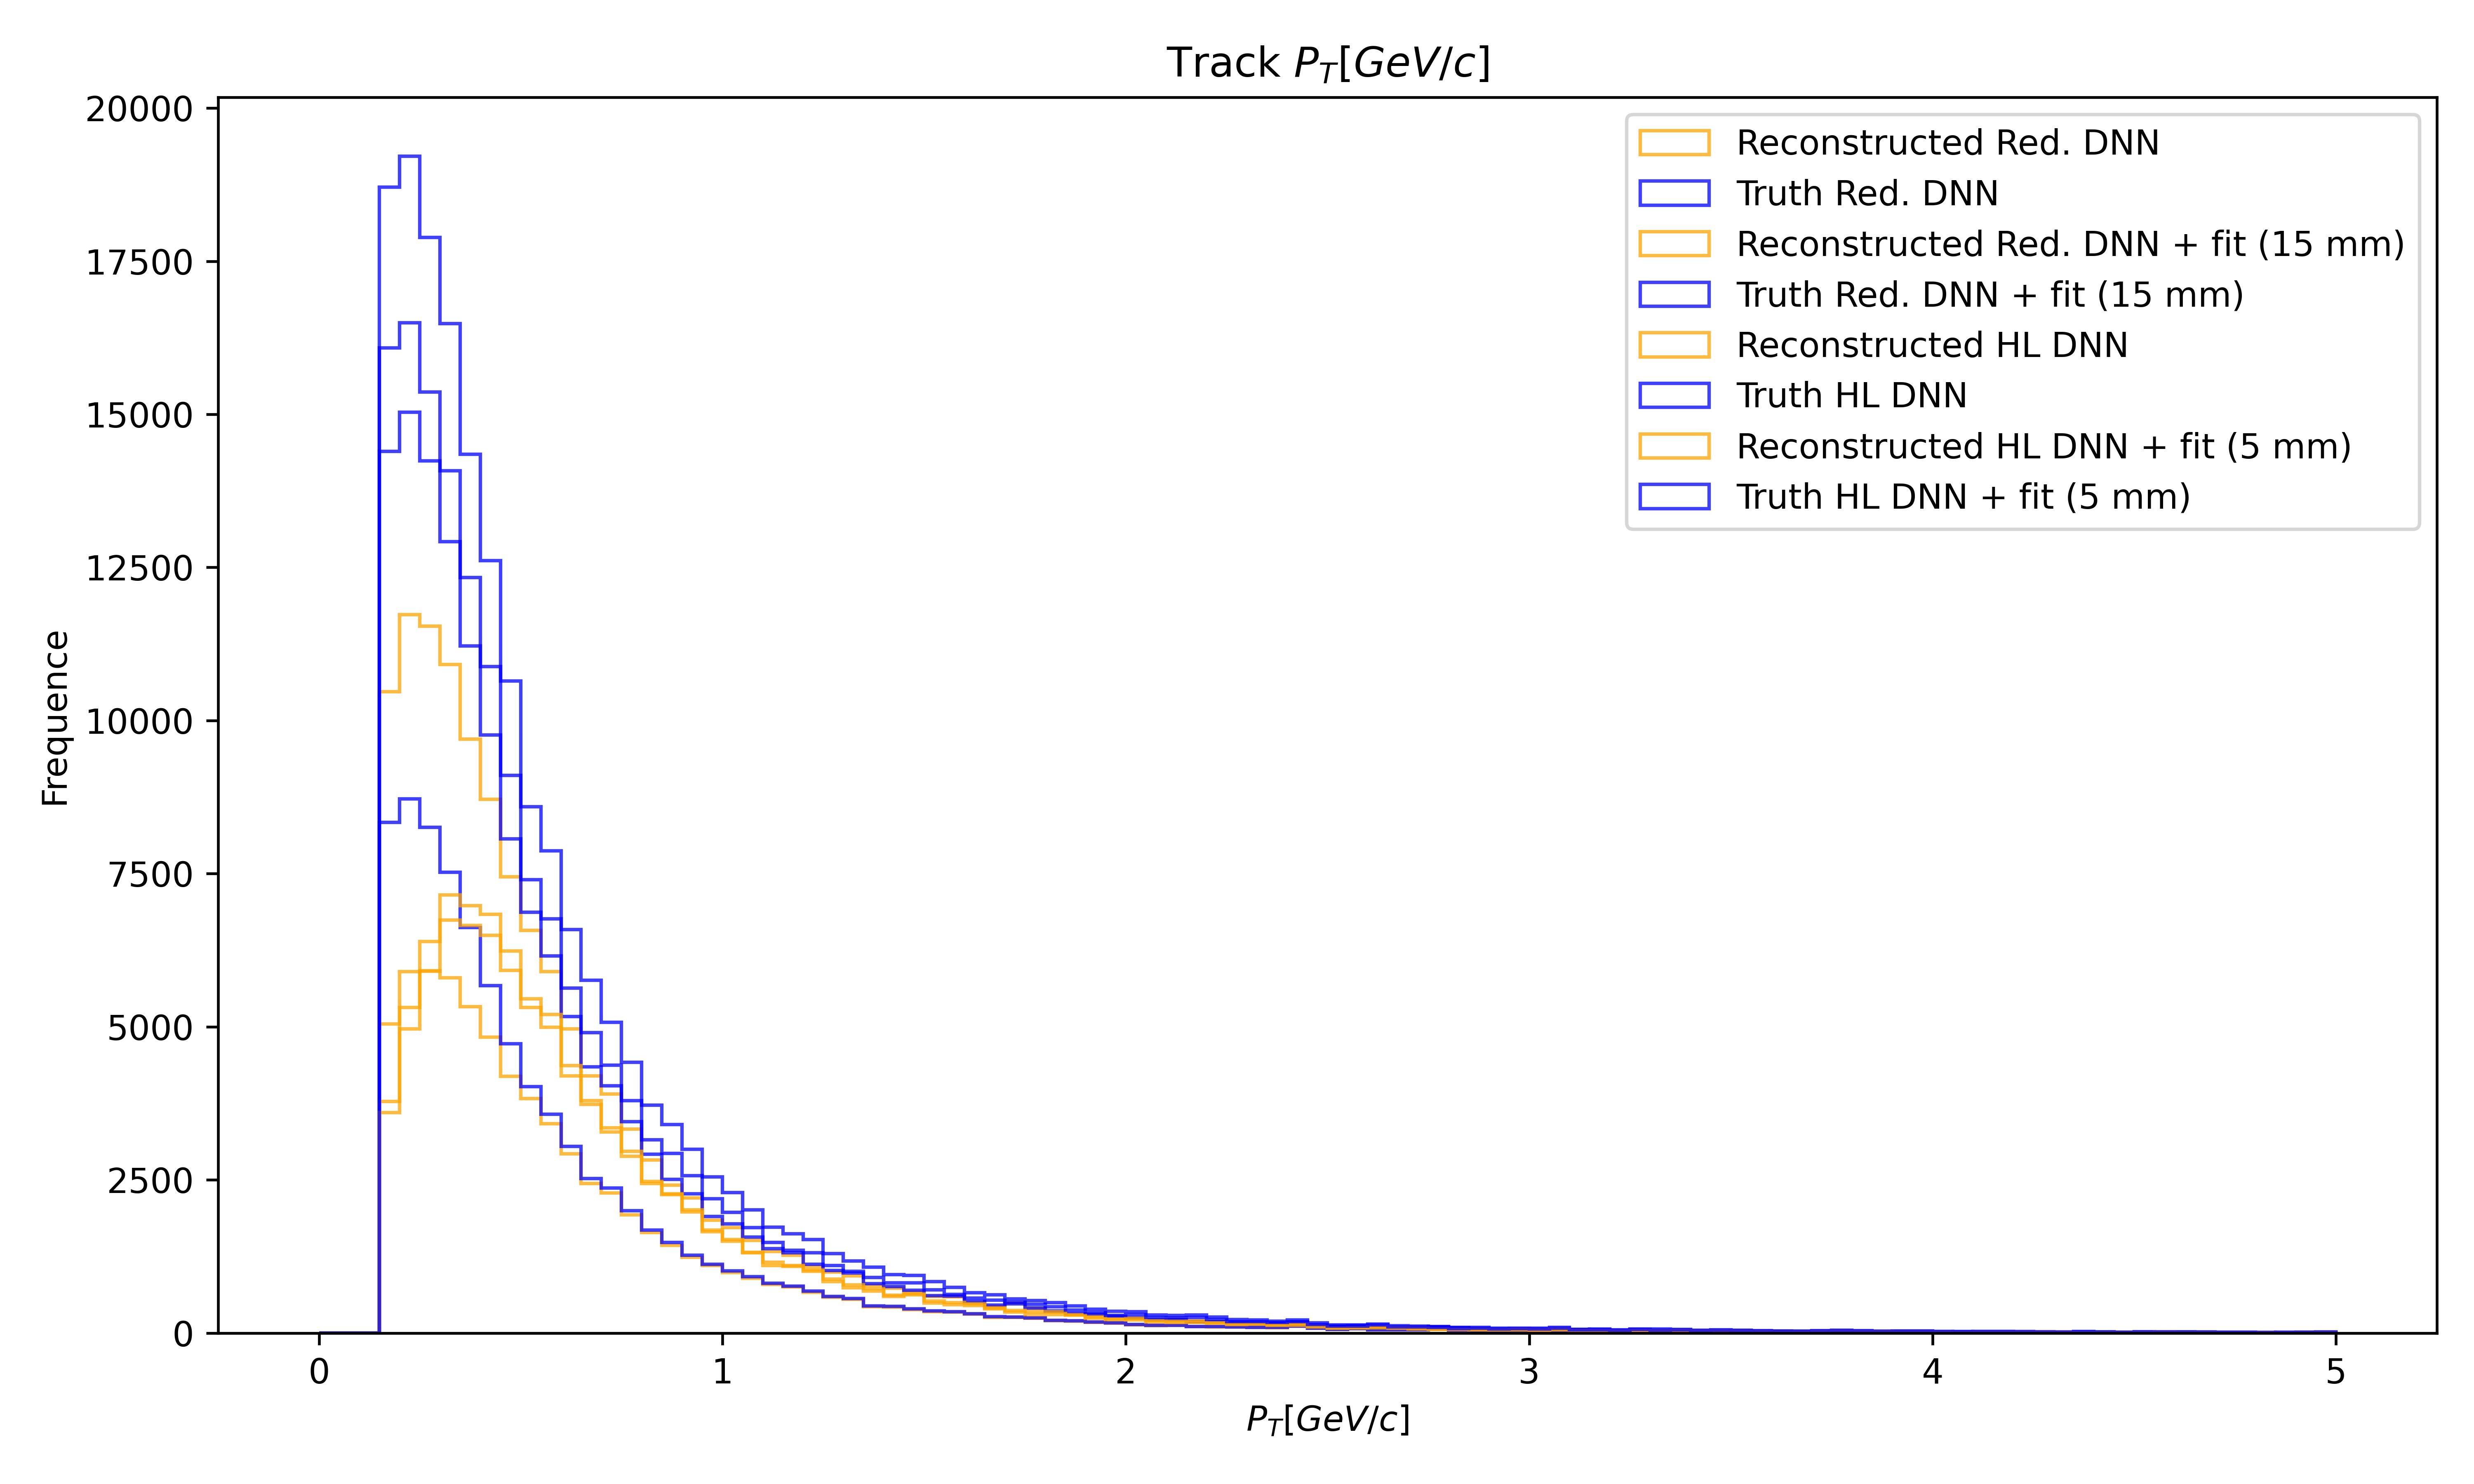 Track P_T[GeV/c]
20000
17500
15000
12500
10000
7500
5000
2500
0
Frequence
Reconstructed Red. DNN
Truth Red. DNN
Reconstructed Red. DNN + fit (15 mm)
Truth Red. DNN + fit (15 mm)
Reconstructed HL DNN
Truth HL DNN
Reconstructed HL DNN + fit (5 mm)
Truth HL DNN + fit (5 mm)
0 1 2 3 4 5
P_T[GeV/c]